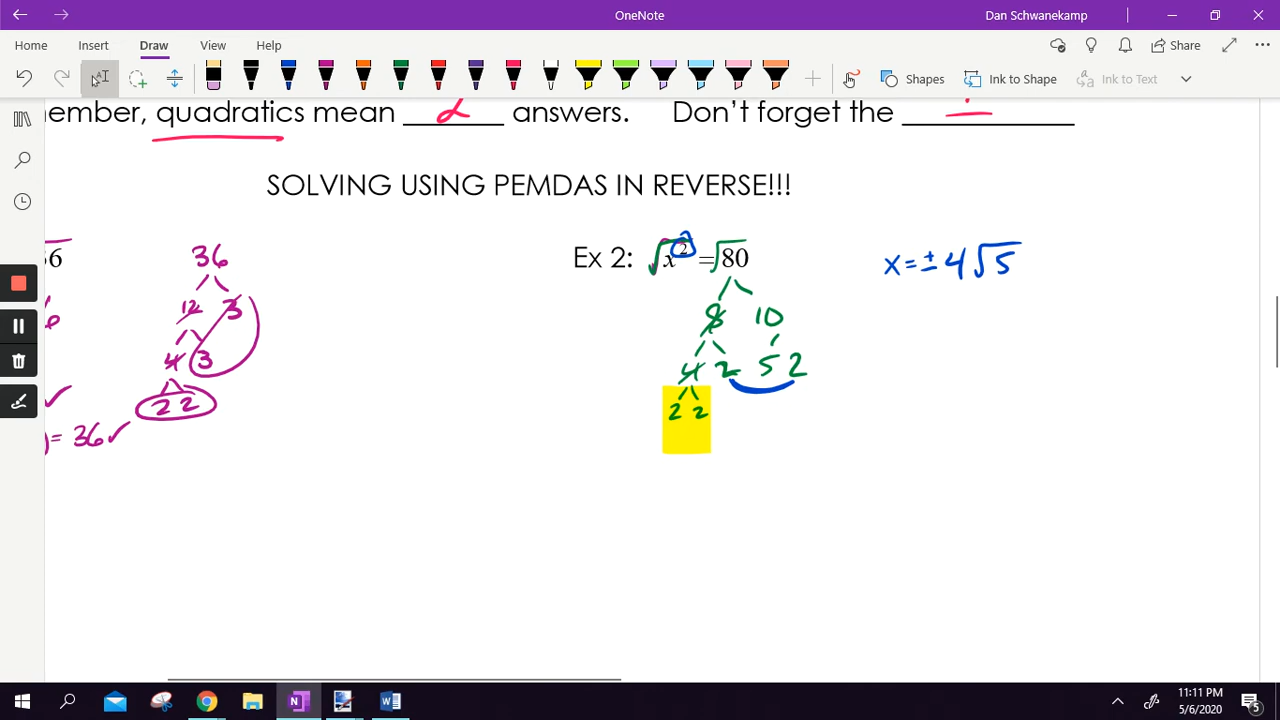 OneNote
Dan Schwanekamp
Home Insert Draw View Help
Share
Shapes Ink to Shape Ink to Text
ember, quadratics mean 2 answers. Don't forget the ±
SOLVING USING PEMDAS IN REVERSE!!!
36
36
12 3
4 3
2 2
= 36 ✓
Ex 2: √x² = √80
8 10
4 2 5 2
2 2
x = ± 4√5
11:11 PM
5/6/2020
5